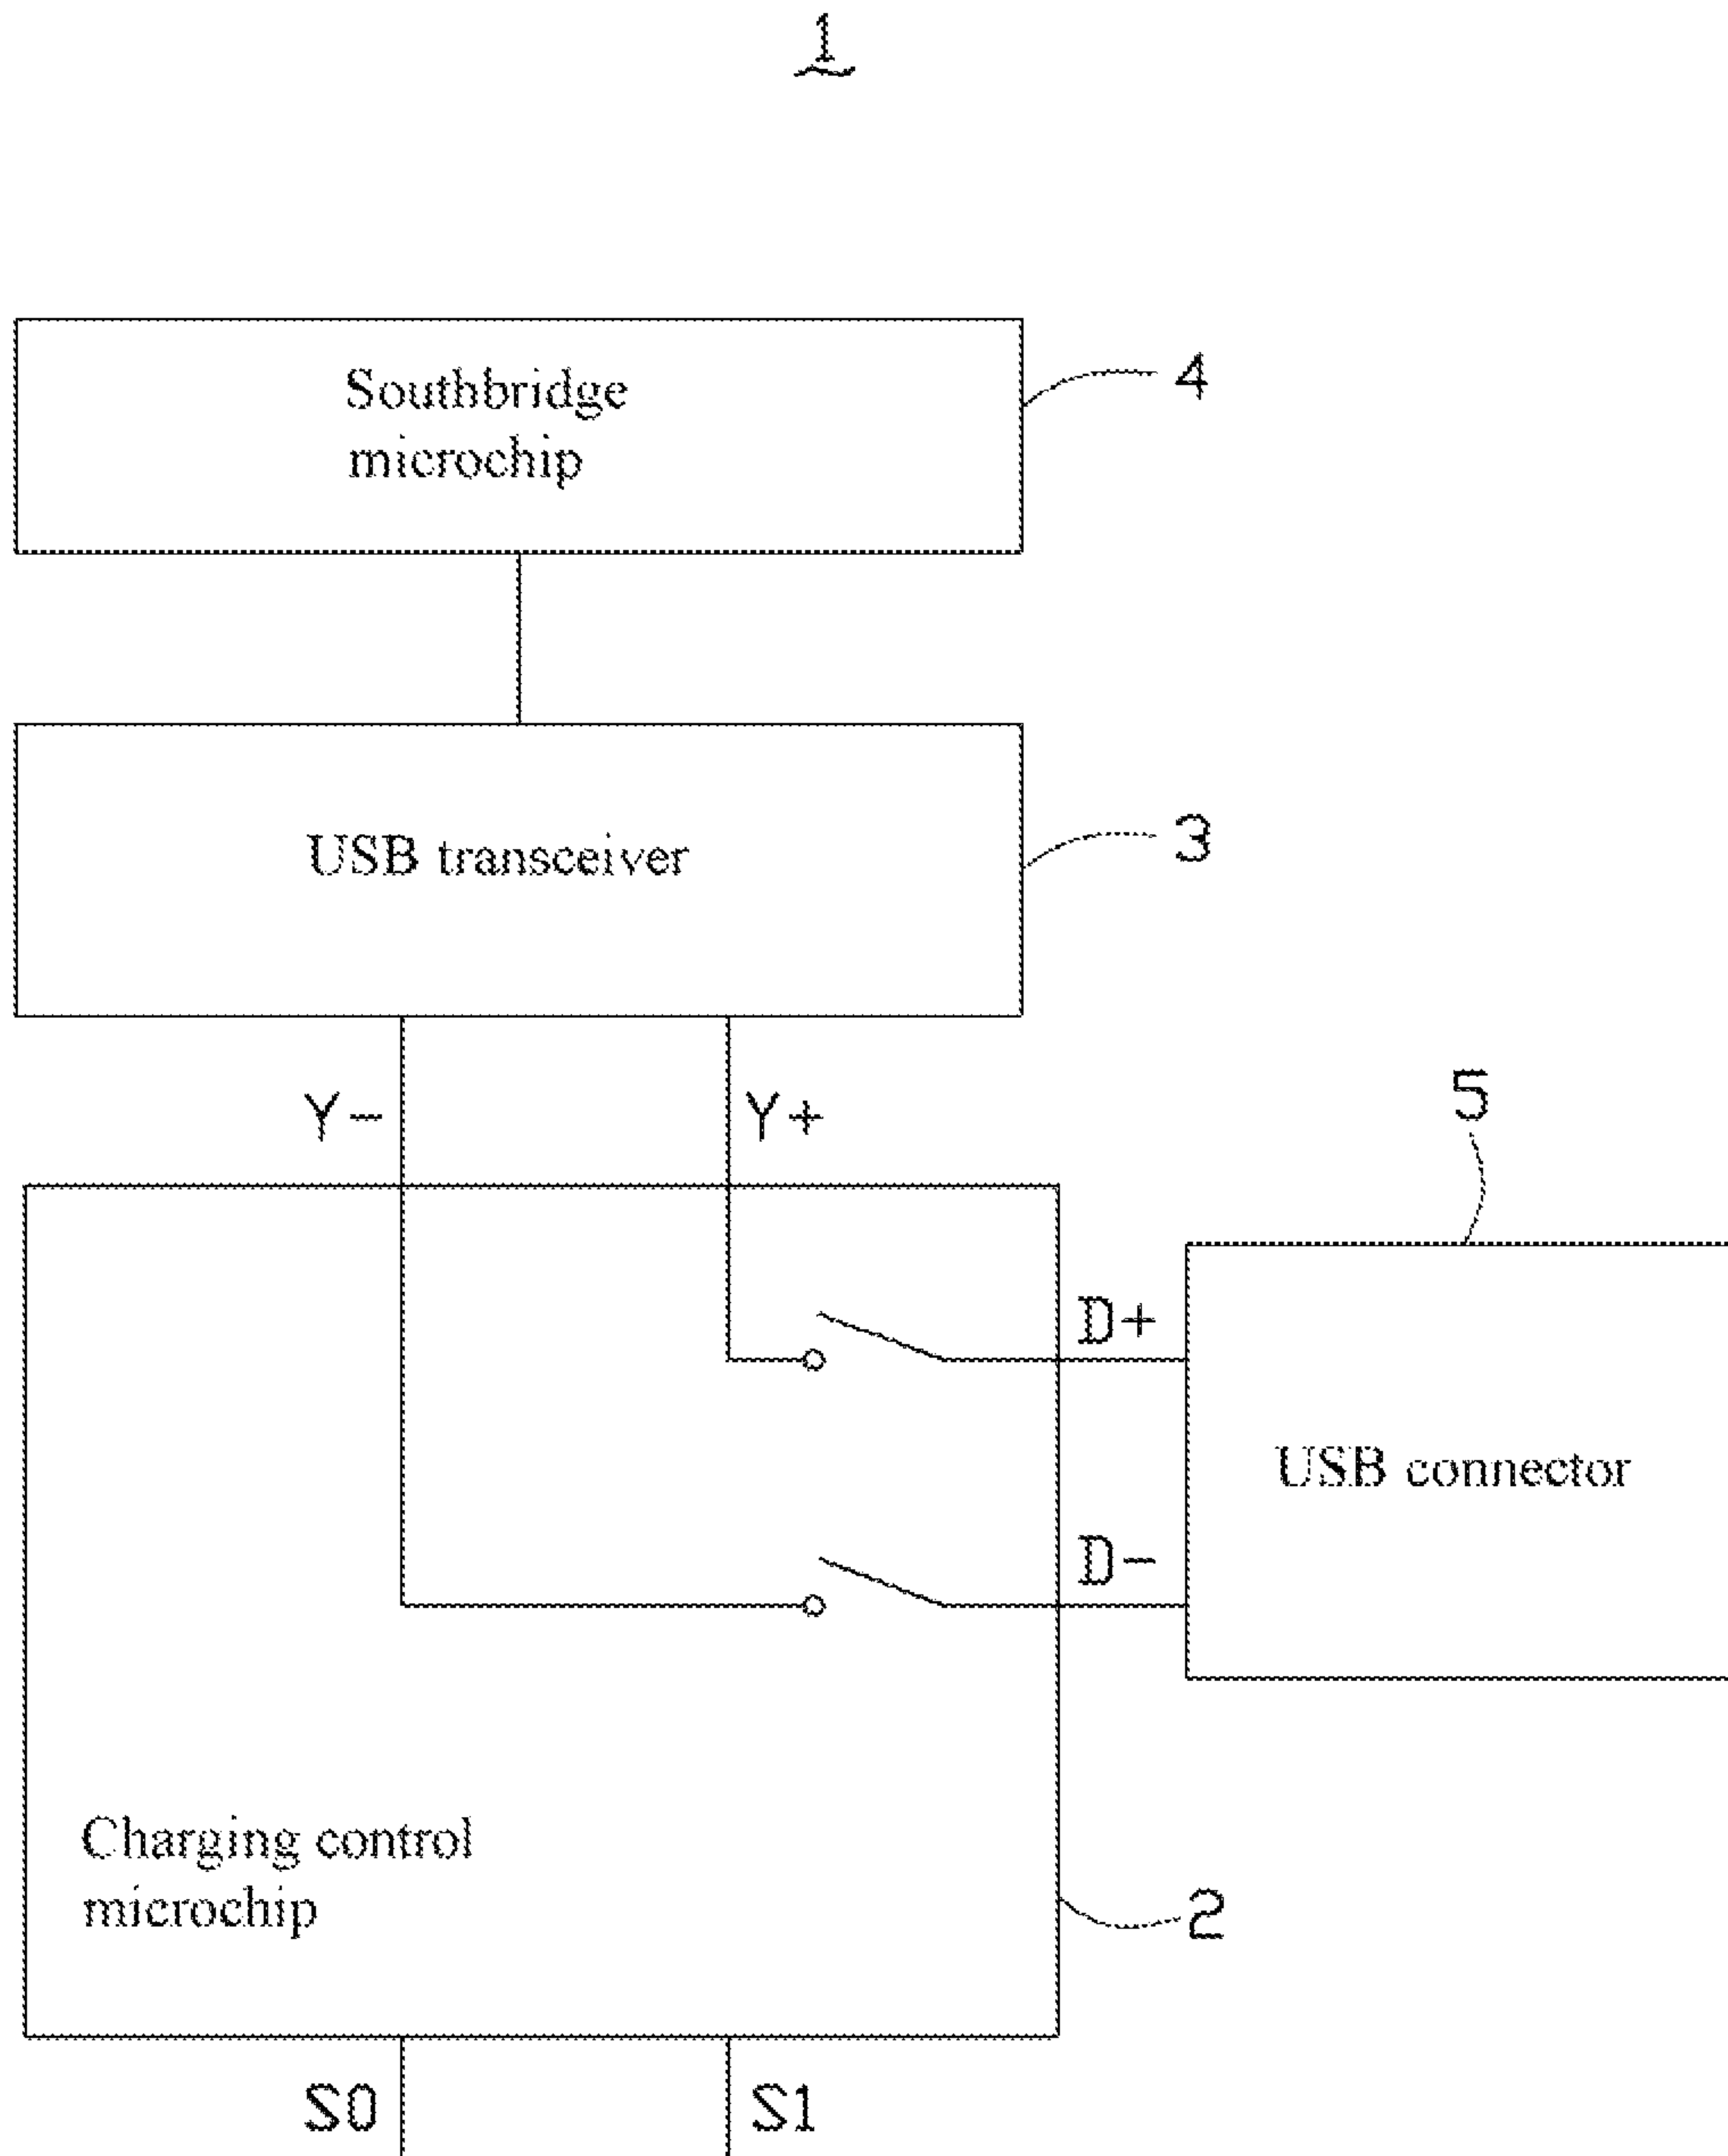 1
Southbridge
microchip
4
USB transceiver
3
Y-
Y+
5
D+
USB connector
D-
Charging control
microchip
2
S0
S1